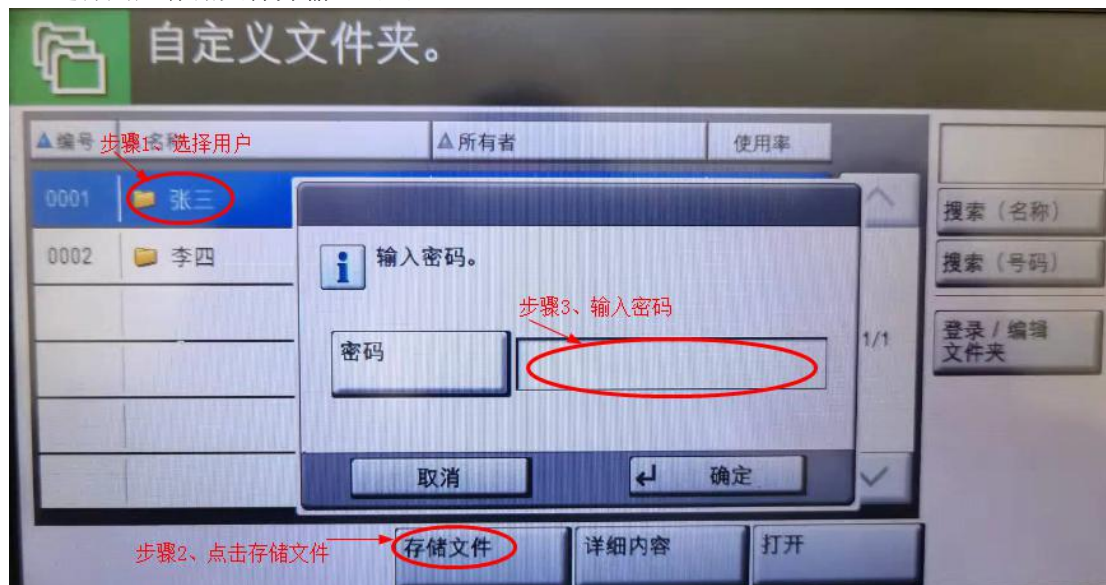 自定义文件夹。
编号 步骤1、选择用户
所有者
使用率
0001 张三
搜索（名称）
0002 李四
输入密码。
搜索（号码）
步骤3、输入密码
密码
1/1
登录 / 编辑
文件夹
取消
确定
步骤2、点击存储文件
存储文件
详细内容
打开